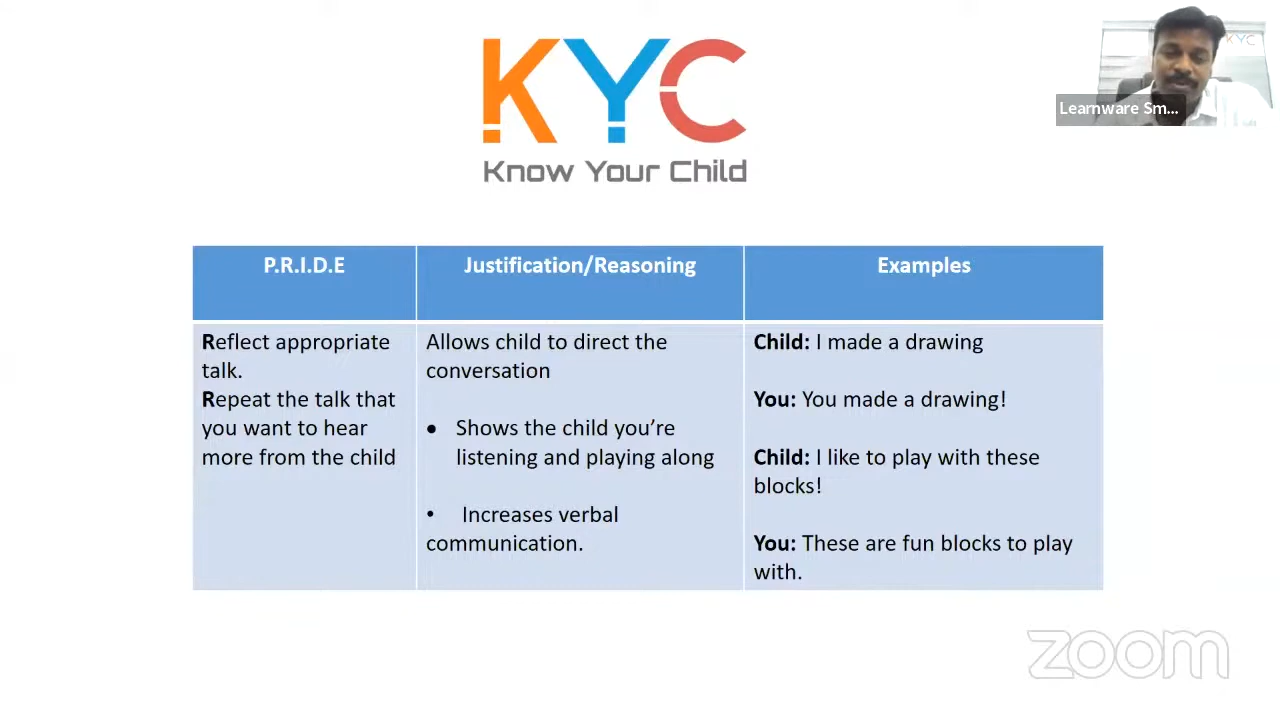 KYC
Know Your Child
KYC
Learnware Sm...
P.R.I.D.E
Justification/Reasoning
Examples
Reflect appropriate
talk.
Repeat the talk that
you want to hear
more from the child
Allows child to direct the
conversation
• Shows the child you're
listening and playing along
• Increases verbal
communication.
Child: I made a drawing
You: You made a drawing!
Child: I like to play with these
blocks!
You: These are fun blocks to play
with.
zoom